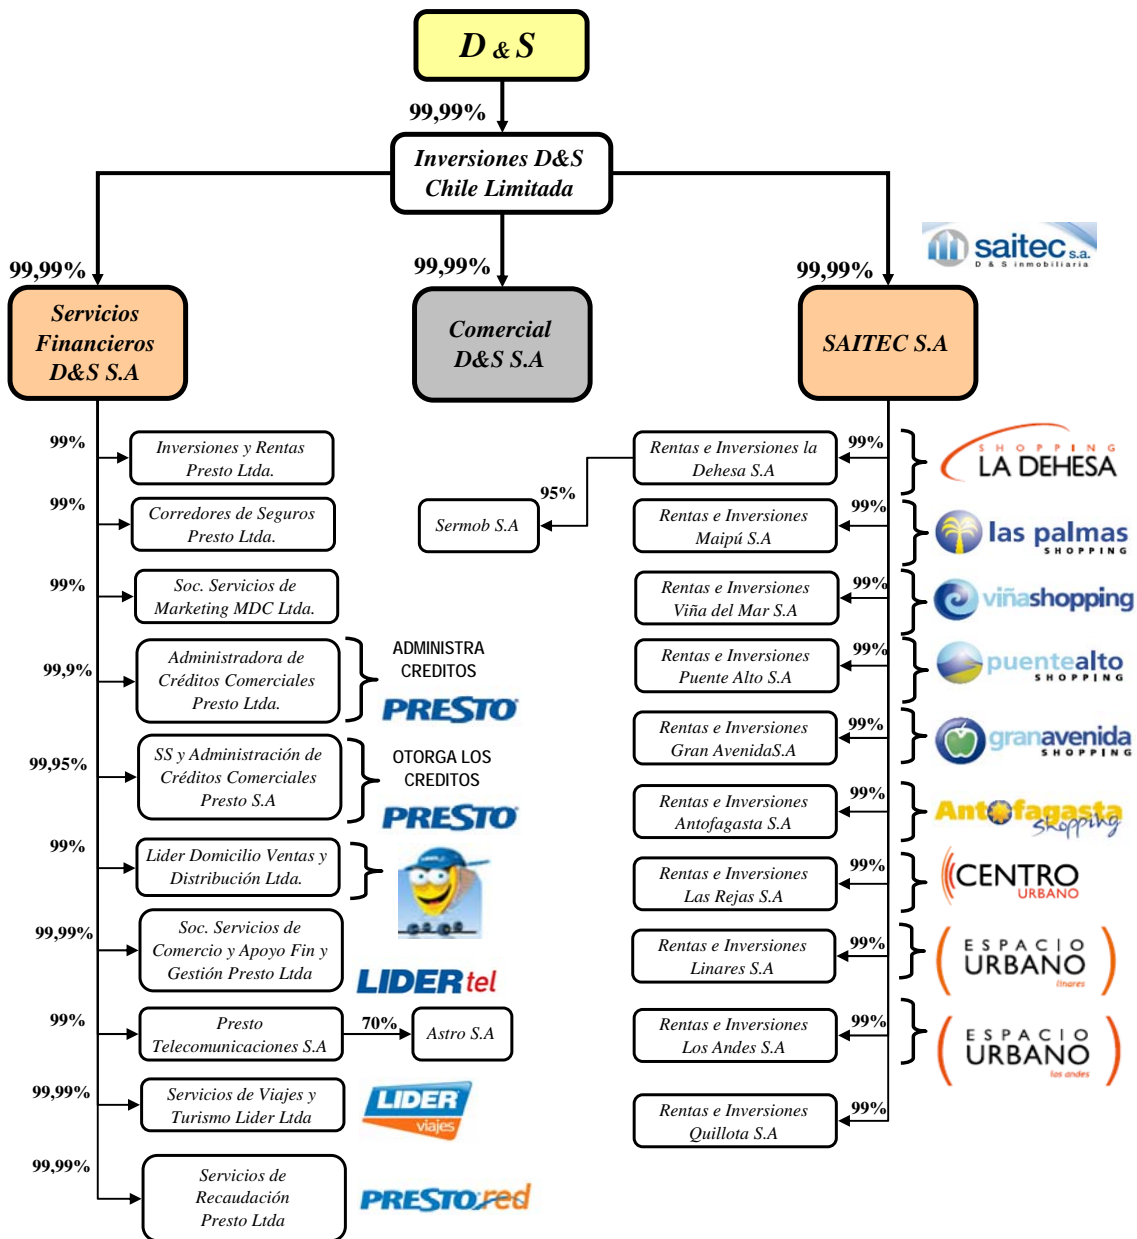 D & S
99,99%
Inversiones D&S
Chile Limitada
saitec s.a.
D & S inmobiliaria
99,99%
99,99%
99,99%
Servicios
Financieros
D&S S.A
Comercial
D&S S.A
SAITEC S.A
99%
Inversiones y Rentas
Presto Ltda.
99%
Corredores de Seguros
Presto Ltda.
99%
Soc. Servicios de
Marketing MDC Ltda.
99,9%
Administradora de
Créditos Comerciales
Presto Ltda.
ADMINISTRA
CREDITOS
PRESTO
99,95%
SS y Administración de
Créditos Comerciales
Presto S.A
OTORGA LOS
CREDITOS
PRESTO
99%
Lider Domicilio Ventas y
Distribución Ltda.
99,99%
Soc. Servicios de
Comercio y Apoyo Fin y
Gestión Presto Ltda
LIDER tel
99%
Presto
Telecomunicaciones S.A
70%
Astro S.A
99,99%
Servicios de Viajes y
Turismo Lider Ltda
LIDER
viajes
99,99%
Servicios de
Recaudación
Presto Ltda
PRESTO red
Rentas e Inversiones la
Dehesa S.A
99%
SHOPPING
LA DEHESA
95%
Sermob S.A
Rentas e Inversiones
Maipú S.A
99%
las palmas
SHOPPING
Rentas e Inversiones
Viña del Mar S.A
99%
viñashopping
Rentas e Inversiones
Puente Alto S.A
99%
puentealto
SHOPPING
Rentas e Inversiones
Gran AvenidaS.A
99%
granavenida
SHOPPING
Rentas e Inversiones
Antofagasta S.A
99%
Antofagasta
Shopping
Rentas e Inversiones
Las Rejas S.A
99%
CENTRO
URBANO
Rentas e Inversiones
Linares S.A
99%
ESPACIO
URBANO
linares
Rentas e Inversiones
Los Andes S.A
99%
ESPACIO
URBANO
los andes
Rentas e Inversiones
Quillota S.A
99%